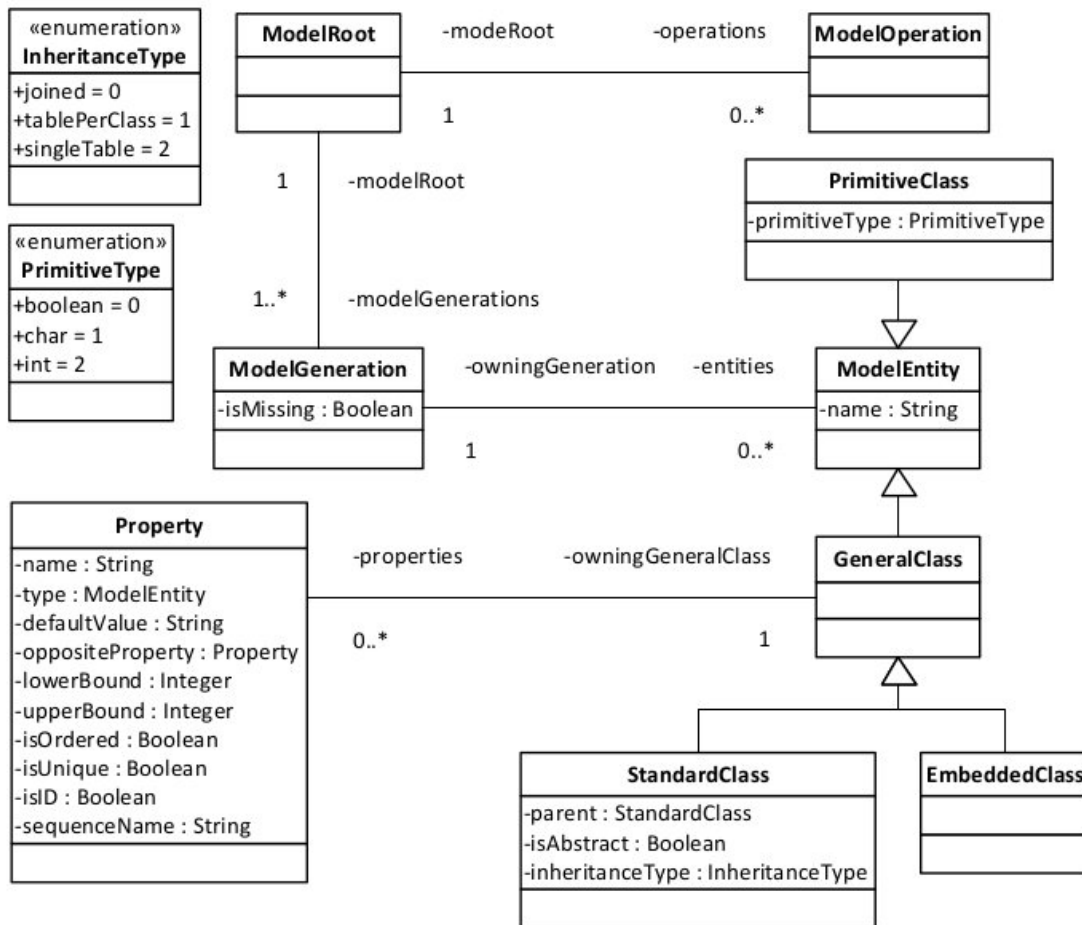 «enumeration»
InheritanceType
+joined = 0
+tablePerClass = 1
+singleTable = 2
ModelRoot
-modeRoot
-operations
1
0..*
ModelOperation
1
-modelRoot
1..*
-modelGenerations
«enumeration»
PrimitiveType
+boolean = 0
+char = 1
+int = 2
PrimitiveClass
-primitiveType : PrimitiveType
ModelGeneration
-isMissing : Boolean
-owningGeneration
-entities
1
0..*
ModelEntity
-name : String
Property
-name : String
-type : ModelEntity
-defaultValue : String
-oppositeProperty : Property
-lowerBound : Integer
-upperBound : Integer
-isOrdered : Boolean
-isUnique : Boolean
-isID : Boolean
-sequenceName : String
-properties
-owningGeneralClass
0..*
1
GeneralClass
StandardClass
-parent : StandardClass
-isAbstract : Boolean
-inheritanceType : InheritanceType
EmbeddedClass